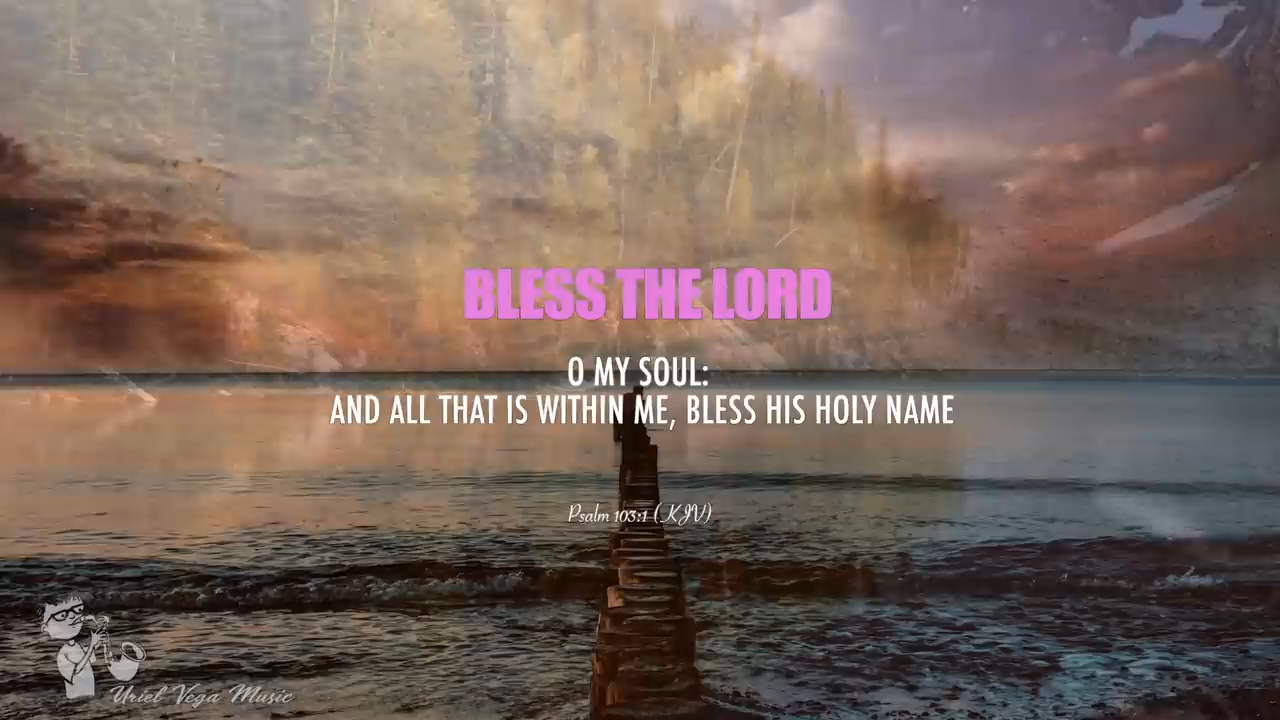 BLESS THE LORD
O MY SOUL:
AND ALL THAT IS WITHIN ME, BLESS HIS HOLY NAME
Psalm 103:1 (KJV)
Uriel Vega Music